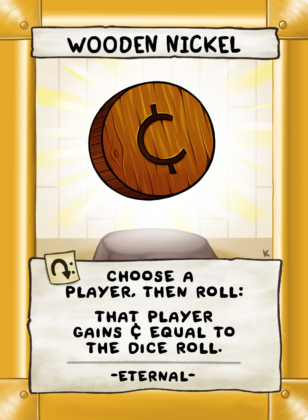 WOODEN NICKEL
¢
CHOOSE A
PLAYER, THEN ROLL:
THAT PLAYER
GAINS ¢ EQUAL TO
THE DICE ROLL.
-ETERNAL-
K